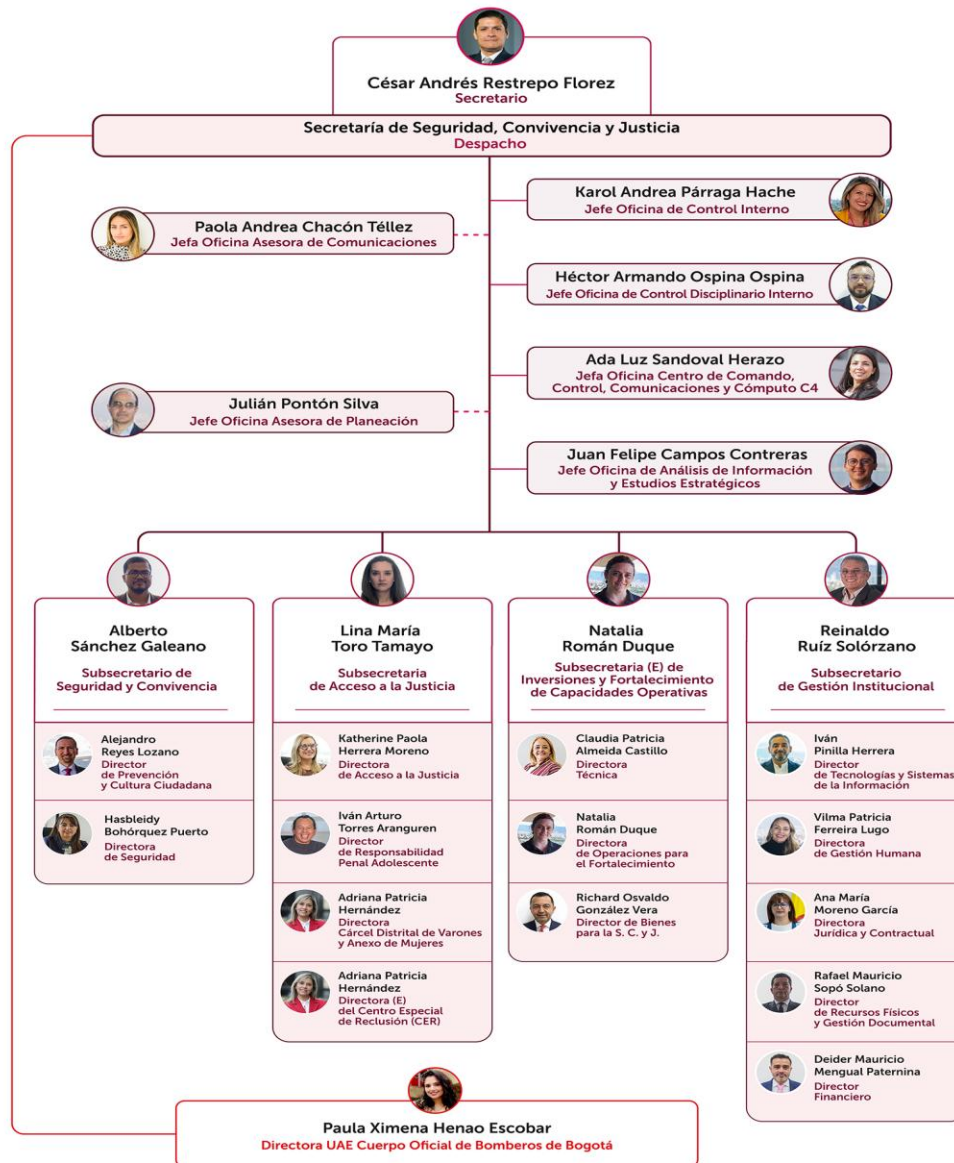 César Andrés Restrepo Florez
Secretario
Secretaría de Seguridad, Convivencia y Justicia
Despacho
Paola Andrea Chacón Téllez
Jefa Oficina Asesora de Comunicaciones
Karol Andrea Párraga Hache
Jefe Oficina de Control Interno
Héctor Armando Ospina Ospina
Jefe Oficina de Control Disciplinario Interno
Ada Luz Sandoval Herazo
Jefa Oficina Centro de Comando,
Control, Comunicaciones y Cómputo C4
Julián Pontón Silva
Jefe Oficina Asesora de Planeación
Juan Felipe Campos Contreras
Jefe Oficina de Análisis de Información
y Estudios Estratégicos
Alberto
Sánchez Galeano
Subsecretario de
Seguridad y Convivencia
Alejandro
Reyes Lozano
Director
de Prevención
y Cultura Ciudadana
Hasbleidy
Bohórquez Puerto
Directora
de Seguridad
Lina María
Toro Tamayo
Subsecretaria
de Acceso a la Justicia
Katherine Paola
Herrera Moreno
Directora
de Acceso a la Justicia
Iván Arturo
Torres Aranguren
Director
de Responsabilidad
Penal Adolescente
Adriana Patricia
Hernández
Directora
Cárcel Distrital de Varones
y Anexo de Mujeres
Adriana Patricia
Hernández
Directora (E)
del Centro Especial
de Reclusión (CER)
Natalia
Román Duque
Subsecretaria (E) de
Inversiones y Fortalecimiento
de Capacidades Operativas
Claudia Patricia
Almeida Castillo
Directora
Técnica
Natalia
Román Duque
Directora
de Operaciones para
el Fortalecimiento
Richard Osvaldo
González Vera
Director de Bienes
para la S. C. y J.
Reinaldo
Ruíz Solórzano
Subsecretario
de Gestión Institucional
Iván
Pinilla Herrera
Director
de Tecnologías y Sistemas
de la Información
Vilma Patricia
Ferreira Lugo
Directora
de Gestión Humana
Ana María
Moreno García
Directora
Jurídica y Contractual
Rafael Mauricio
Sopó Solano
Director
de Recursos Físicos
y Gestión Documental
Deider Mauricio
Mengual Paternina
Director
Financiero
Paula Ximena Henao Escobar
Directora UAE Cuerpo Oficial de Bomberos de Bogotá